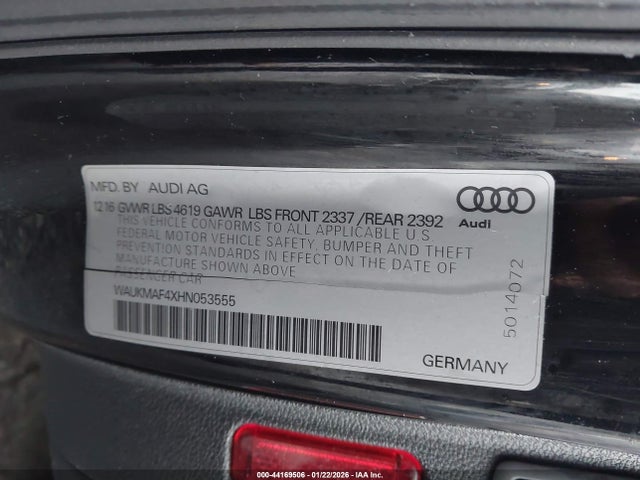 MFD. BY AUDI AG
12/16 GVWR LBS 4619 GAWR LBS FRONT 2337 / REAR 2392
THIS VEHICLE CONFORMS TO ALL APPLICABLE U S
FEDERAL MOTOR VEHICLE SAFETY, BUMPER AND THEFT
PREVENTION STANDARDS IN EFFECT ON THE DATE OF
MANUFACTURE SHOWN ABOVE
PASSENGER CAR
WAUKMAF4XHN053555
Audi
5014072
GERMANY
000-44169506 - 01/22/2026 - IAAI.com